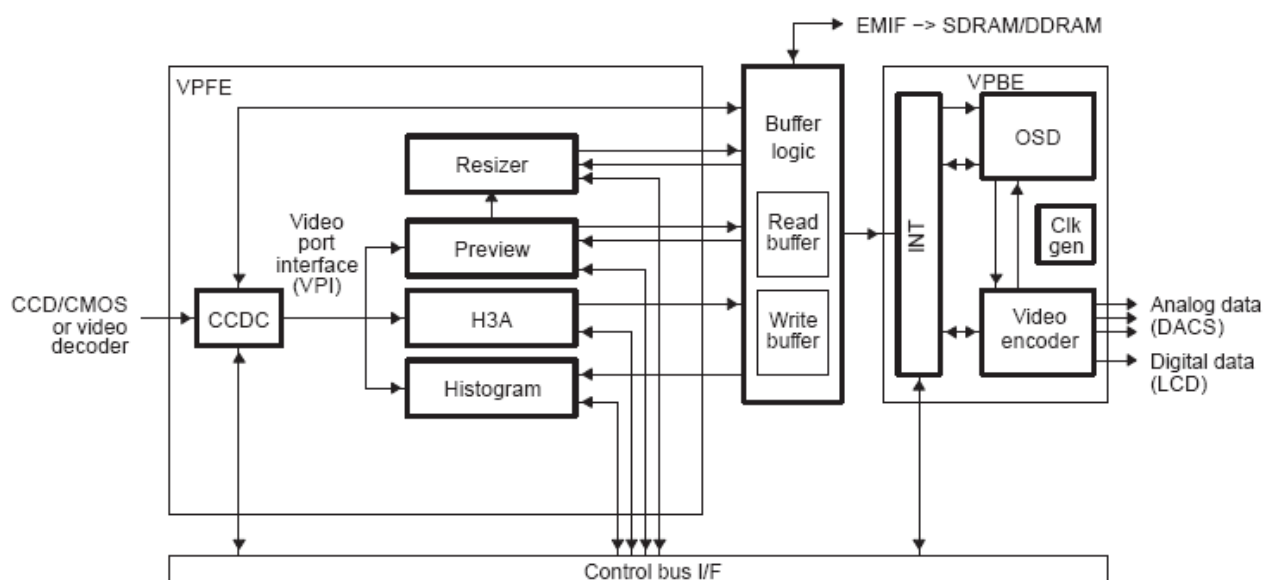 EMIF −> SDRAM/DDRAM
VPFE
VPBE
Buffer
logic
OSD
Resizer
Video
port
interface
(VPI)
Preview
Read
buffer
INT
Clk
gen
CCD/CMOS
or video
decoder
CCDC
H3A
Write
buffer
Video
encoder
Analog data
(DACS)
Digital data
(LCD)
Histogram
Control bus I/F